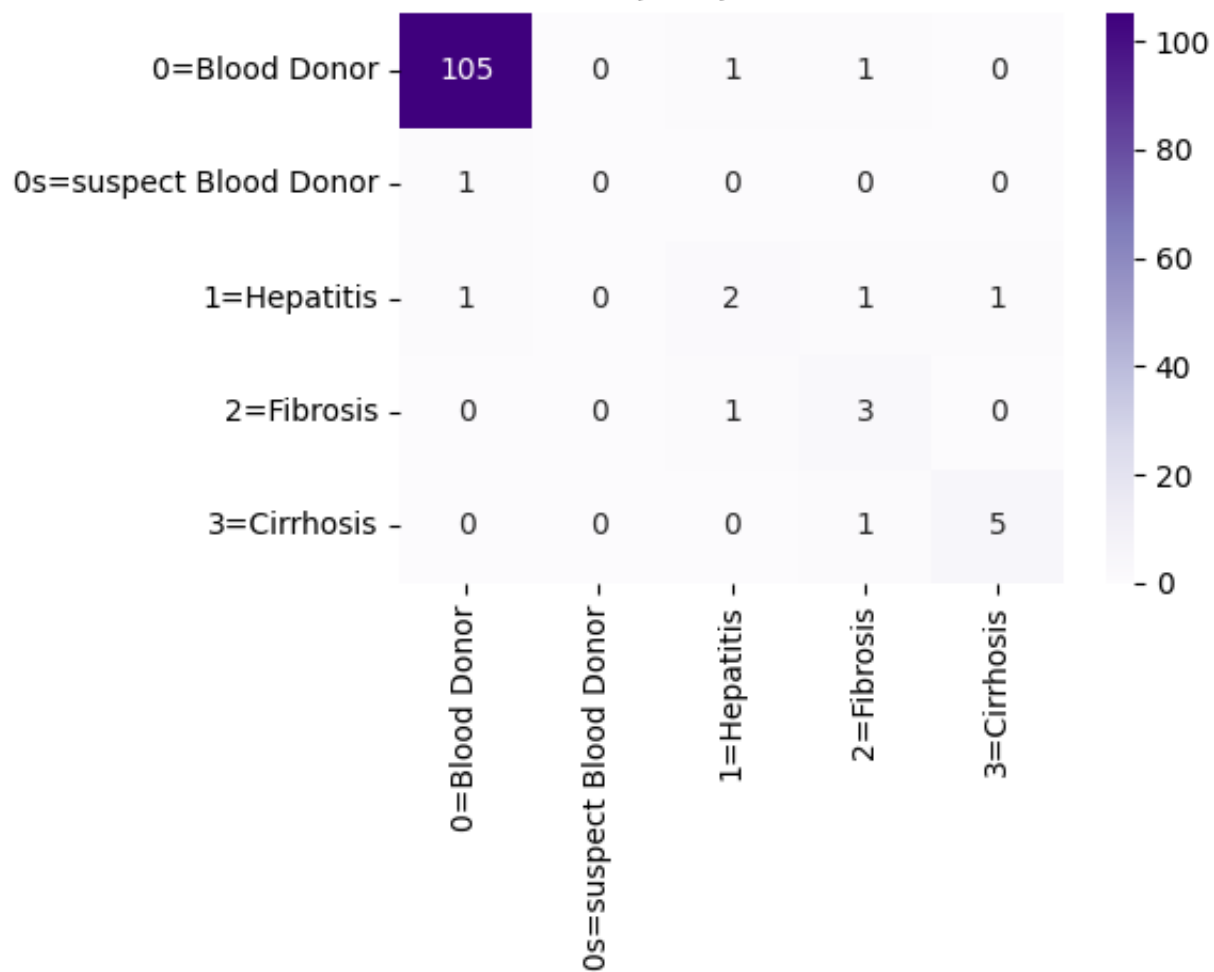 0=Blood Donor 105 0 1 1 0
0s=suspect Blood Donor 1 0 0 0 0
1=Hepatitis 1 0 2 1 1
2=Fibrosis 0 0 1 3 0
3=Cirrhosis 0 0 0 1 5
0=Blood Donor
0s=suspect Blood Donor
1=Hepatitis
2=Fibrosis
3=Cirrhosis
100
80
60
40
20
0